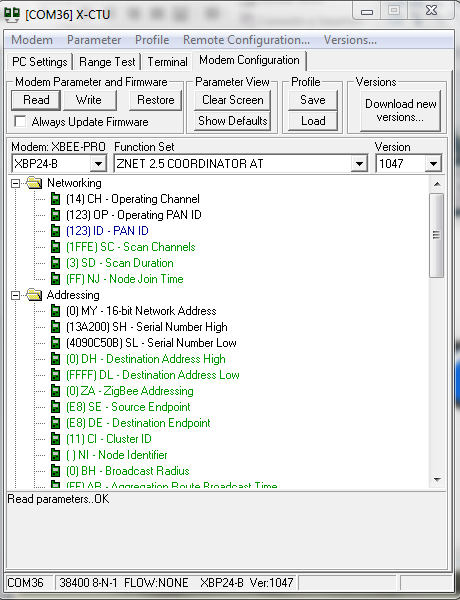 [COM36] X-CTU
Modem Parameter Profile Remote Configuration... Versions...
PC Settings Range Test Terminal Modem Configuration
Modem Parameter and Firmware Parameter View Profile Versions
Read Write Restore Clear Screen Save Download new versions...
Always Update Firmware Show Defaults Load
Modem: XBEE-PRO Function Set Version
XBP24-B ZNET 2.5 COORDINATOR AT 1047
Networking
(14) CH - Operating Channel
(123) OP - Operating PAN ID
(123) ID - PAN ID
(1FFE) SC - Scan Channels
(3) SD - Scan Duration
(FF) NJ - Node Join Time
Addressing
(0) MY - 16-bit Network Address
(13A200) SH - Serial Number High
(4090C50B) SL - Serial Number Low
(0) DH - Destination Address High
(FFFF) DL - Destination Address Low
(0) ZA - ZigBee Addressing
(E8) SE - Source Endpoint
(E8) DE - Destination Endpoint
(11) CI - Cluster ID
( ) NI - Node Identifier
(0) BH - Broadcast Radius
(FF) AR - Aggregation Route Broadcast Time
Read parameters..OK
COM36 38400 8-N-1 FLOW:NONE XBP24-B Ver:1047